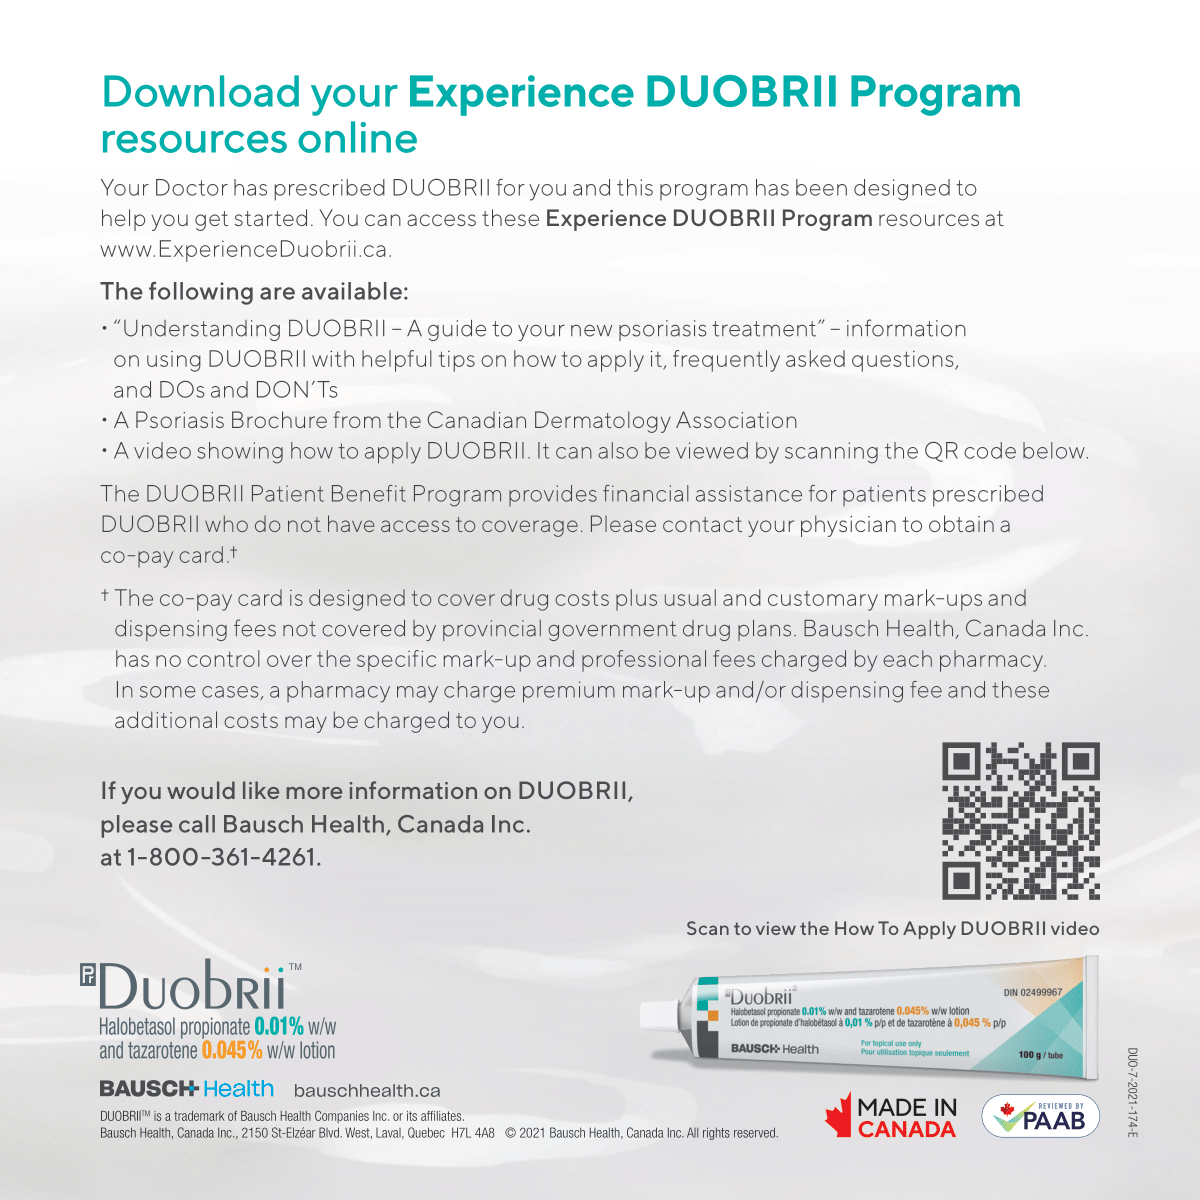 Download your Experience DUOBRII Program
resources online
Your Doctor has prescribed DUOBRII for you and this program has been designed to
help you get started. You can access these Experience DUOBRII Program resources at
www.ExperienceDuobrii.ca.
The following are available:
• “Understanding DUOBRII – A guide to your new psoriasis treatment” – information
on using DUOBRII with helpful tips on how to apply it, frequently asked questions,
and DOs and DON’Ts
• A Psoriasis Brochure from the Canadian Dermatology Association
• A video showing how to apply DUOBRII. It can also be viewed by scanning the QR code below.
The DUOBRII Patient Benefit Program provides financial assistance for patients prescribed
DUOBRII who do not have access to coverage. Please contact your physician to obtain a
co-pay card.†
† The co-pay card is designed to cover drug costs plus usual and customary mark-ups and
dispensing fees not covered by provincial government drug plans. Bausch Health, Canada Inc.
has no control over the specific mark-up and professional fees charged by each pharmacy.
In some cases, a pharmacy may charge premium mark-up and/or dispensing fee and these
additional costs may be charged to you.
If you would like more information on DUOBRII,
please call Bausch Health, Canada Inc.
at 1-800-361-4261.
Scan to view the How To Apply DUOBRII video
Pr Duobrii™
Halobetasol propionate 0.01% w/w
and tazarotene 0.045% w/w lotion
Pr Duobrii™
Halobetasol propionate 0.01% w/w and tazarotene 0.045% w/w lotion
Lotion de propionate d'halobétasol à 0,01 % p/p et de tazarotène à 0,045 % p/p
DIN 02499967
BAUSCH+Health
For topical use only
Pour utilisation topique seulement
100 g / tube
BAUSCH+Health bauschhealth.ca
DUOBRII™ is a trademark of Bausch Health Companies Inc. or its affiliates.
Bausch Health, Canada Inc., 2150 St-Elzéar Blvd. West, Laval, Quebec H7L 4A8 © 2021 Bausch Health, Canada Inc. All rights reserved.
MADE IN
CANADA
REVIEWED BY
PAAB
DUO-7-2021-174-E